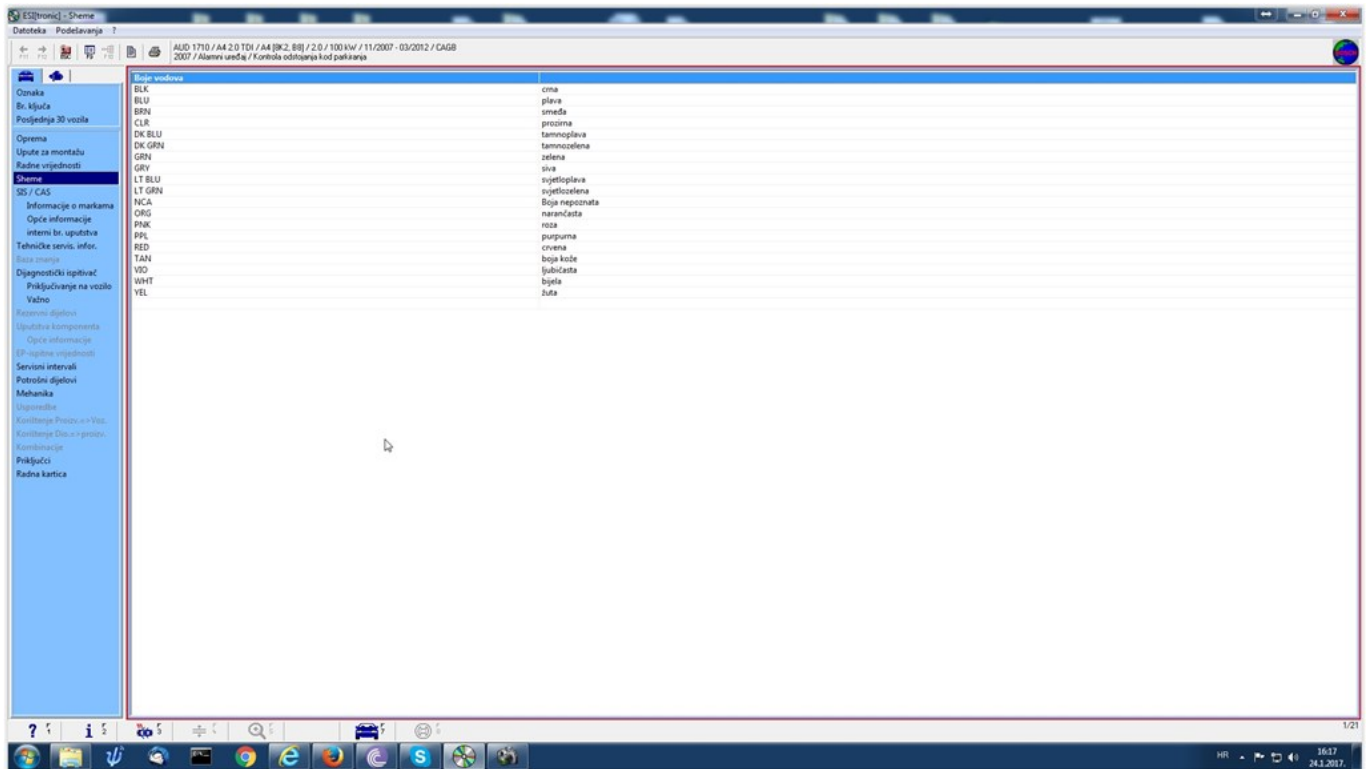 ESI[tronic] - Sheme
Datoteka Podešavanja ?
AUD 1710 / A4 2.0 TDI / A4 [8K2, B8] / 2.0 / 100 kW / 11/2007 - 03/2012 / CAGB
2007 / Alarmni uređaj / Kontrola odstojanja kod parkiranja
Oznaka
Br. ključa
Posljednja 30 vozila
Oprema
Upute za montažu
Radne vrijednosti
Sheme
SIS / CAS
Informacije o markama
Opće informacije
interni br. uputstva
Tehničke servis. infor.
Baza znanja
Dijagnostički ispitivač
Priključivanje na vozilo
Važno
Rezervni dijelovi
Uputstva komponenta
Opće informacije
EP-ispitne vrijednosti
Servisni intervali
Potrošni dijelovi
Mehanika
Usporedbe
Korištenje Proizv.=>Voz.
Korištenje Dio.=>proizv.
Kombinacije
Priključci
Radna kartica
Boje vodova
BLK crna
BLU plava
BRN smeđa
CLR prozirna
DK BLU tamnoplava
DK GRN tamnozelena
GRN zelena
GRY siva
LT BLU svjetloplava
LT GRN svjetlozelena
NCA Boja nepoznata
ORG narančasta
PNK roza
PPL purpurna
RED crvena
TAN boja kože
VIO ljubičasta
WHT bijela
YEL žuta
1/21
HR
16:17
24.1.2017.